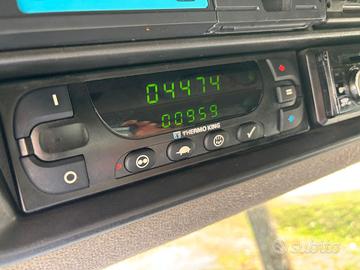 I
04474
00959
THERMO KING
O
subito